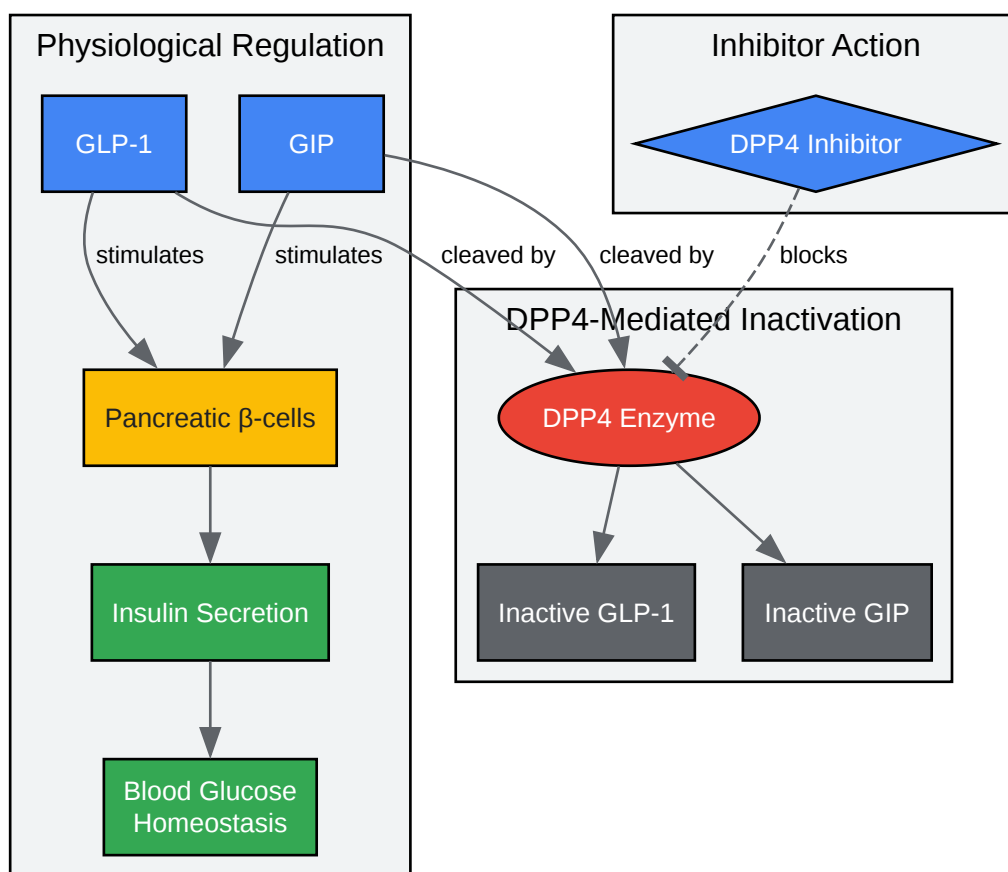 Physiological Regulation
Inhibitor Action
GLP-1
GIP
DPP4 Inhibitor
stimulates
stimulates
cleaved by
cleaved by
blocks
DPP4-Mediated Inactivation
Pancreatic β-cells
DPP4 Enzyme
Insulin Secretion
Inactive GLP-1
Inactive GIP
Blood Glucose
Homeostasis